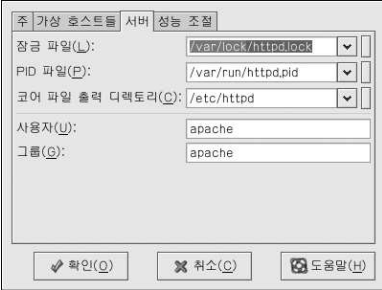 주 가상 호스트들 서버 성능 조절
잠금 파일(L): /var/lock/httpd.lock
PID 파일(P): /var/run/httpd.pid
코어 파일 출력 디렉토리(C): /etc/httpd
사용자(U): apache
그룹(G): apache
확인(O) 취소(C) 도움말(H)